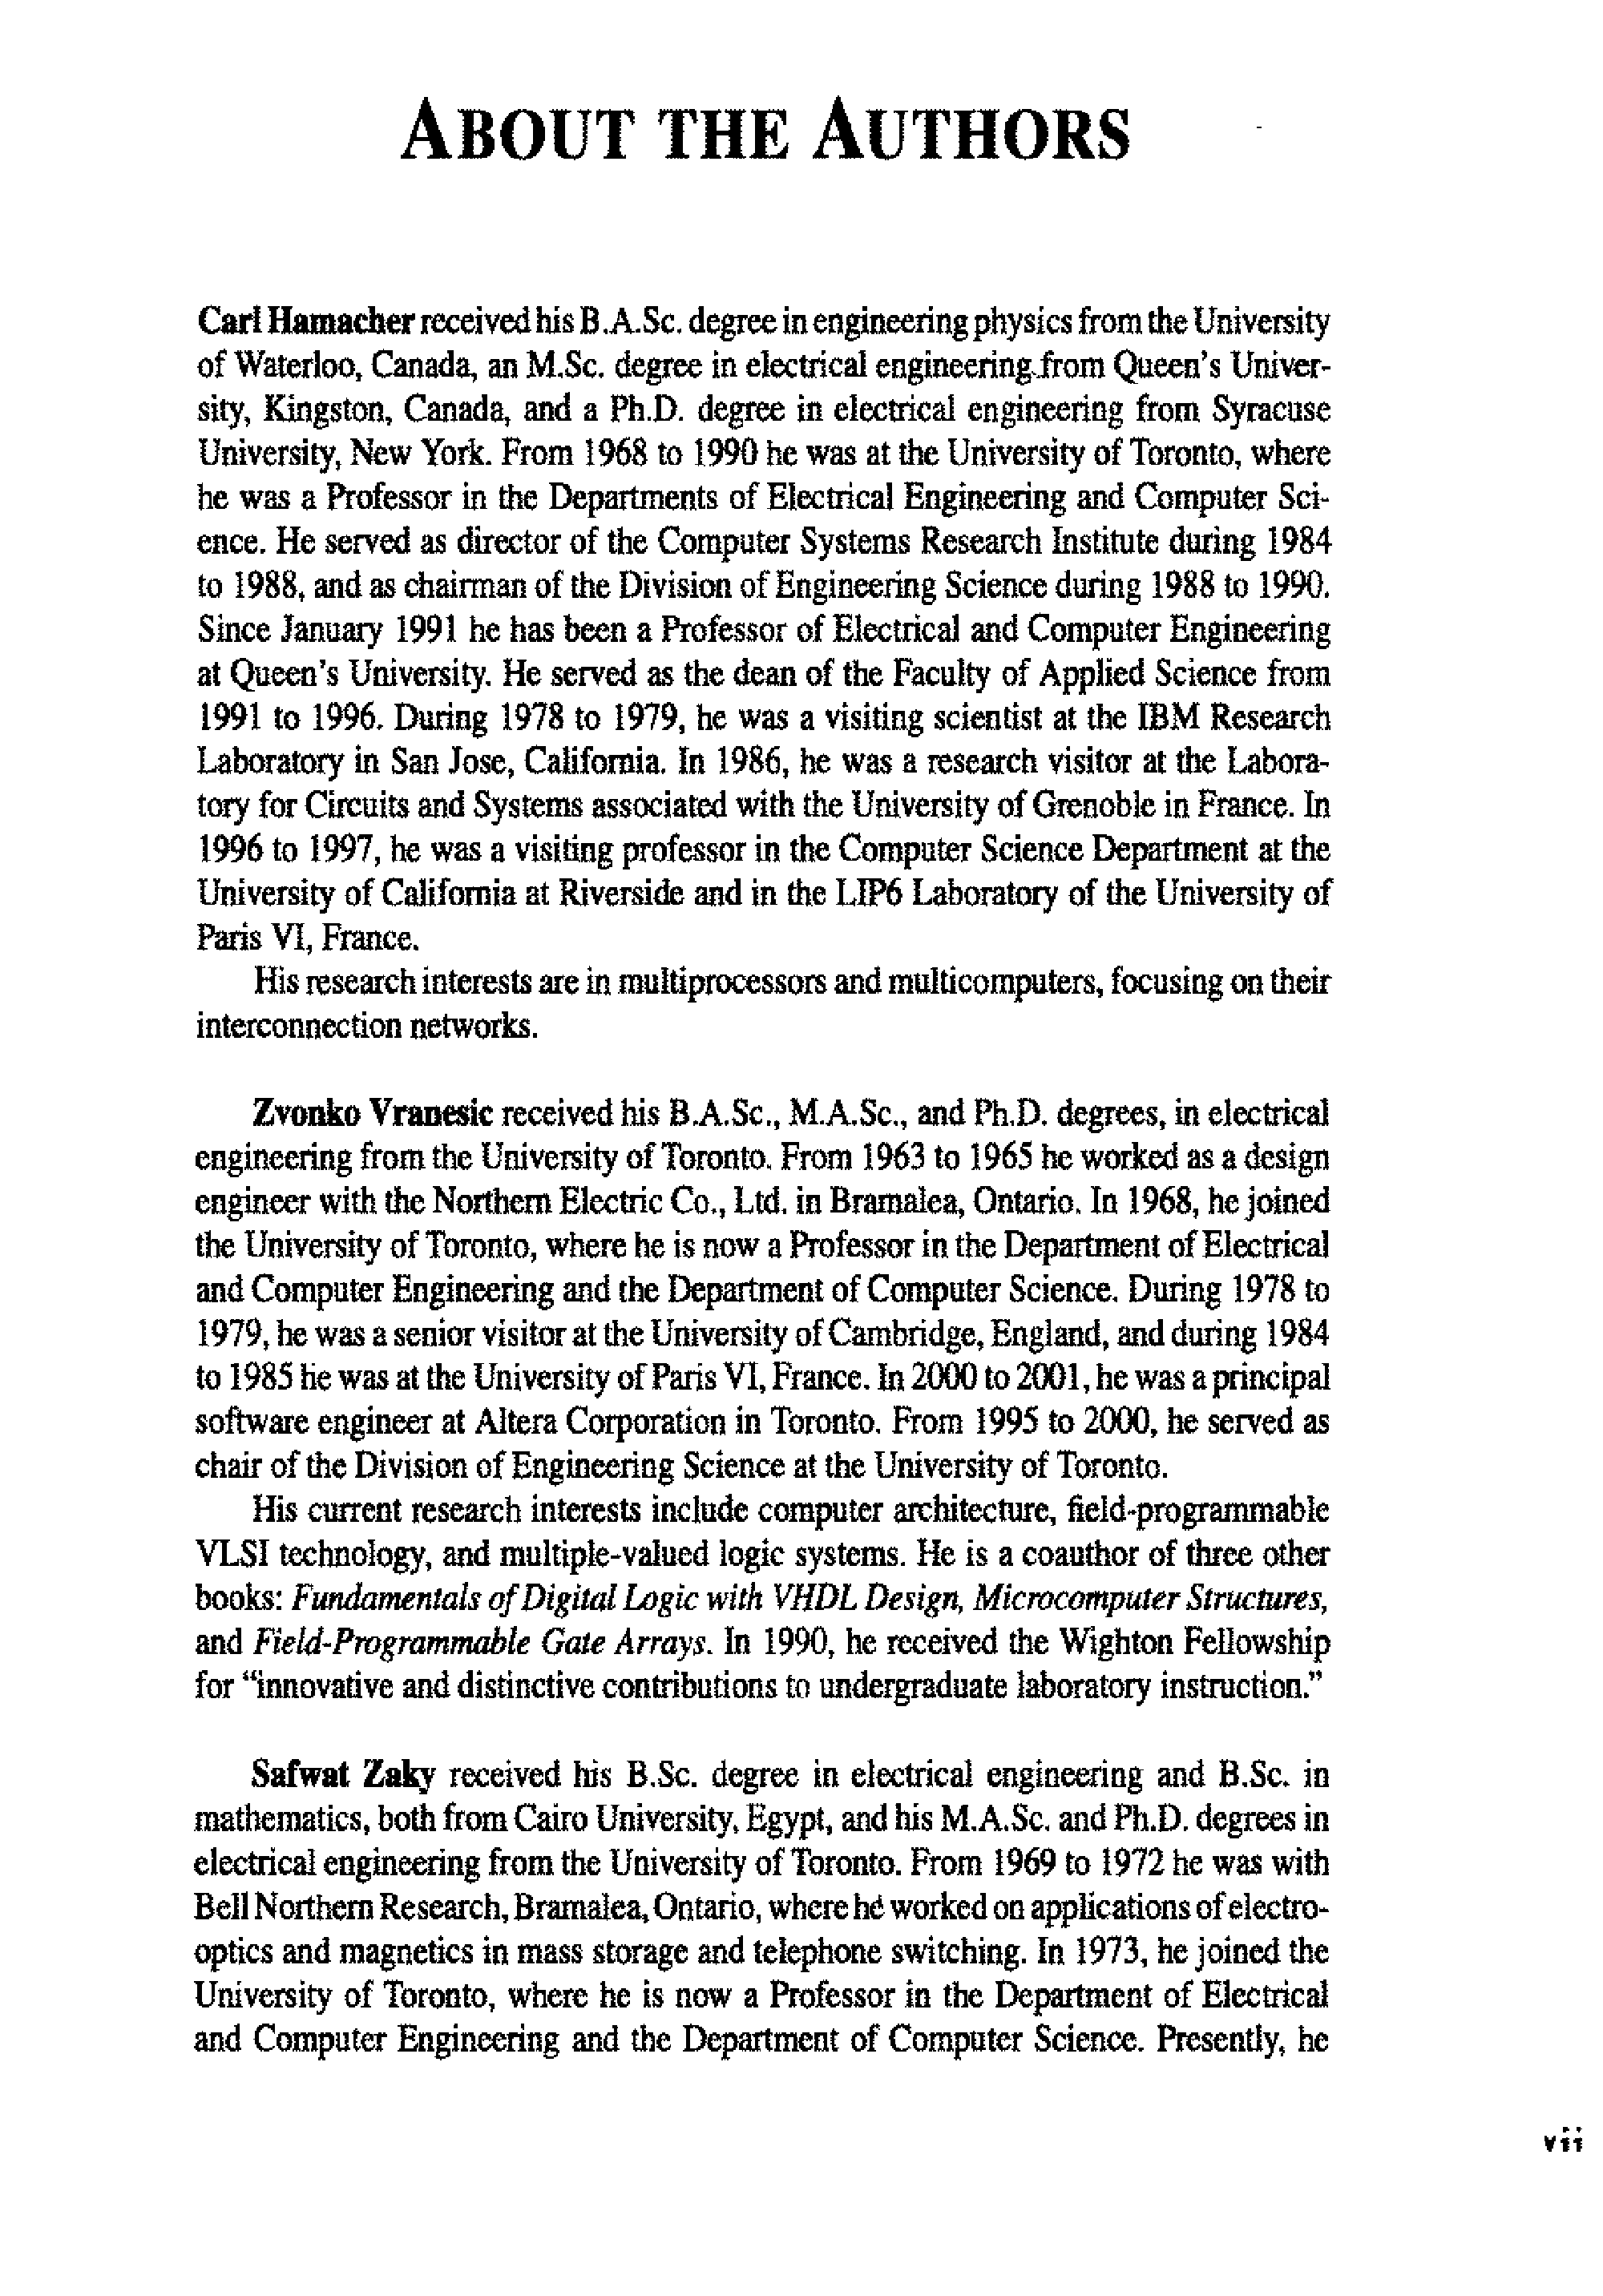 ABOUT THE AUTHORS
Carl Hamacher received his B.A.Sc. degree in engineering physics from the University
of Waterloo, Canada, an M.Sc. degree in electrical engineering from Queen's Univer-
sity, Kingston, Canada, and a Ph.D. degree in electrical engineering from Syracuse
University, New York. From 1968 to 1990 he was at the University of Toronto, where
he was a Professor in the Departments of Electrical Engineering and Computer Sci-
ence. He served as director of the Computer Systems Research Institute during 1984
to 1988, and as chairman of the Division of Engineering Science during 1988 to 1990.
Since January 1991 he has been a Professor of Electrical and Computer Engineering
at Queen's University. He served as the dean of the Faculty of Applied Science from
1991 to 1996. During 1978 to 1979, he was a visiting scientist at the IBM Research
Laboratory in San Jose, California. In 1986, he was a research visitor at the Labora-
tory for Circuits and Systems associated with the University of Grenoble in France. In
1996 to 1997, he was a visiting professor in the Computer Science Department at the
University of California at Riverside and in the LIP6 Laboratory of the University of
Paris VI, France.
His research interests are in multiprocessors and multicomputers, focusing on their
interconnection networks.
Zvonko Vranesic received his B.A.Sc., M.A.Sc., and Ph.D. degrees, in electrical
engineering from the University of Toronto. From 1963 to 1965 he worked as a design
engineer with the Northern Electric Co., Ltd. in Bramalea, Ontario. In 1968, he joined
the University of Toronto, where he is now a Professor in the Department of Electrical
and Computer Engineering and the Department of Computer Science. During 1978 to
1979, he was a senior visitor at the University of Cambridge, England, and during 1984
to 1985 he was at the University of Paris VI, France. In 2000 to 2001, he was a principal
software engineer at Altera Corporation in Toronto. From 1995 to 2000, he served as
chair of the Division of Engineering Science at the University of Toronto.
His current research interests include computer architecture, field-programmable
VLSI technology, and multiple-valued logic systems. He is a coauthor of three other
books: Fundamentals of Digital Logic with VHDL Design, Microcomputer Structures,
and Field-Programmable Gate Arrays. In 1990, he received the Wighton Fellowship
for "innovative and distinctive contributions to undergraduate laboratory instruction."
Safwat Zaky received his B.Sc. degree in electrical engineering and B.Sc. in
mathematics, both from Cairo University, Egypt, and his M.A.Sc. and Ph.D. degrees in
electrical engineering from the University of Toronto. From 1969 to 1972 he was with
Bell Northern Research, Bramalea, Ontario, where he worked on applications of electro-
optics and magnetics in mass storage and telephone switching. In 1973, he joined the
University of Toronto, where he is now a Professor in the Department of Electrical
and Computer Engineering and the Department of Computer Science. Presently, he
vii